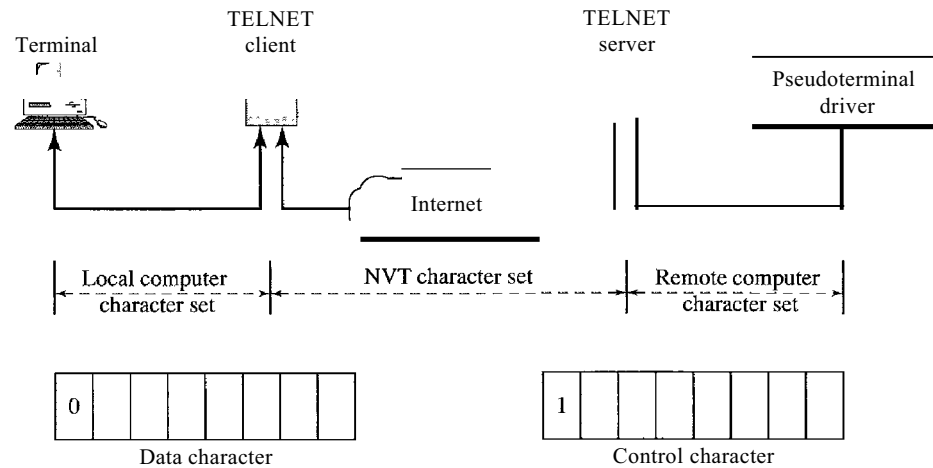 Terminal
TELNET
client
TELNET
server
Pseudoterminal
driver
Internet
Local computer
character set
NVT character set
Remote computer
character set
0
1
Data character
Control character